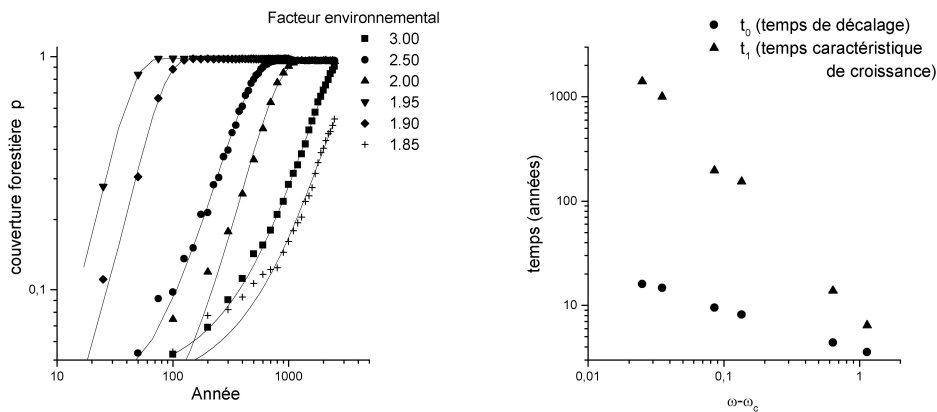 Facteur environnemental
3.00
2.50
2.00
1.95
1.90
1.85
couverture forestière p
1
0,1
10
100
1000
Année
t0 (temps de décalage)
t1 (temps caractéristique
de croissance)
temps (années)
1000
100
10
0,01
0,1
1
ω-ωc